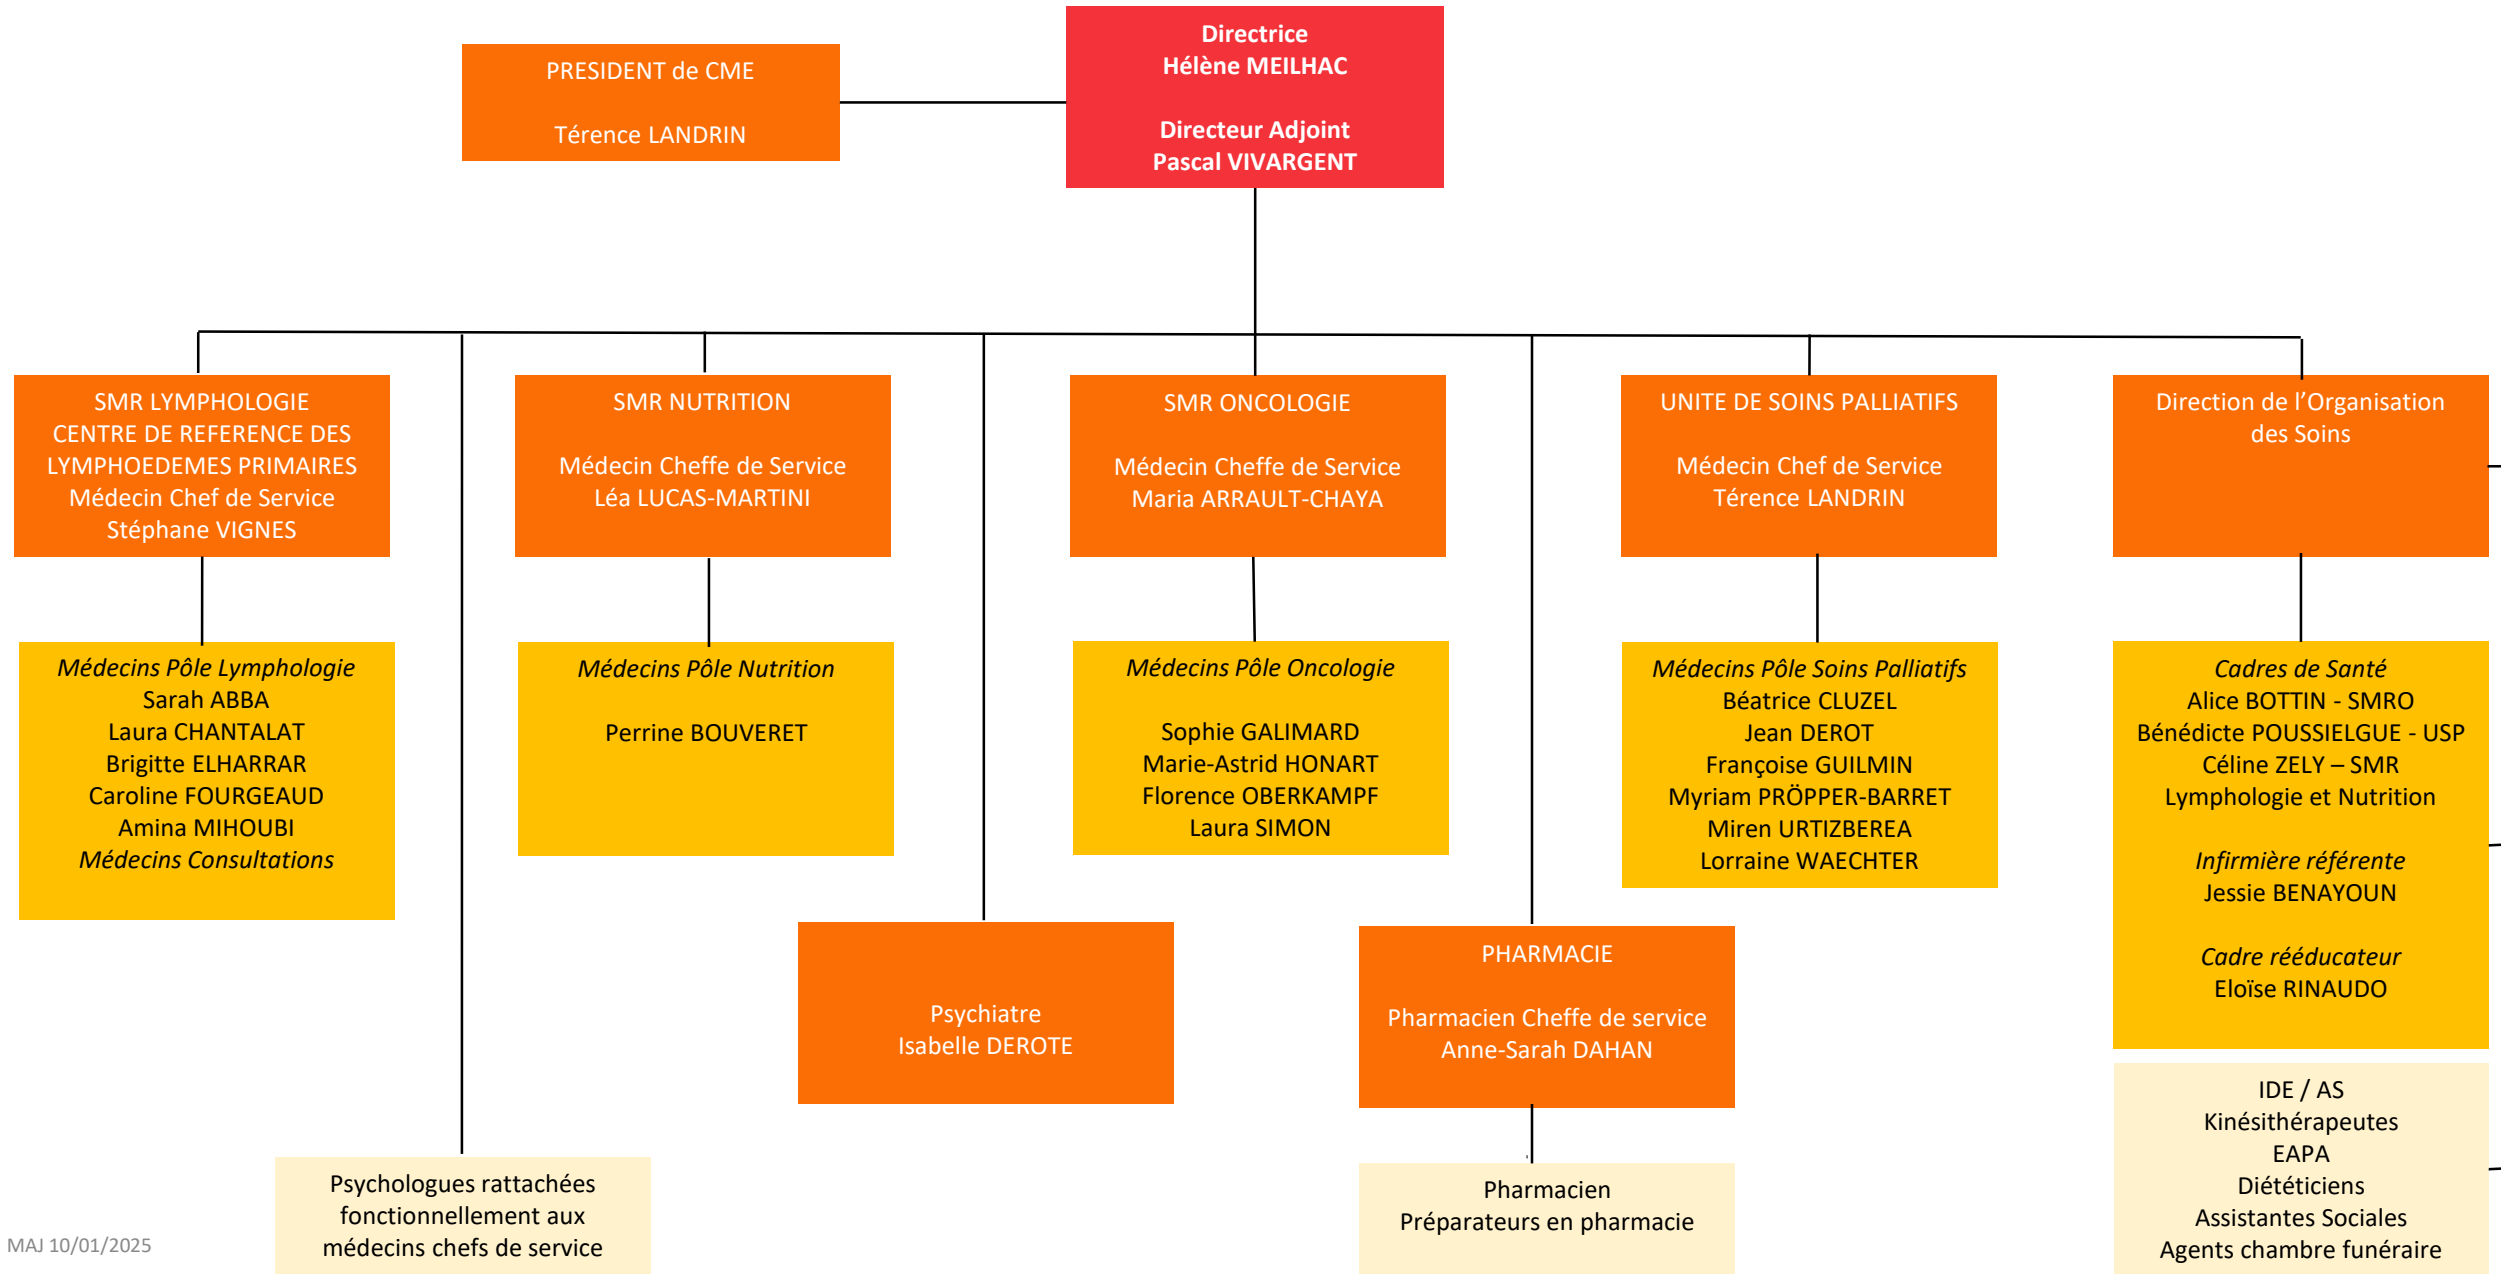 PRESIDENT de CME
Térence LANDRIN
Directrice
Hélène MEILHAC
Directeur Adjoint
Pascal VIVARGENT
SMR LYMPHOLOGIE
CENTRE DE REFERENCE DES
LYMPHOEDEMES PRIMAIRES
Médecin Chef de Service
Stéphane VIGNES
SMR NUTRITION
Médecin Cheffe de Service
Léa LUCAS-MARTINI
SMR ONCOLOGIE
Médecin Cheffe de Service
Maria ARRAULT-CHAYA
UNITE DE SOINS PALLIATIFS
Médecin Chef de Service
Térence LANDRIN
Direction de l’Organisation
des Soins
Médecins Pôle Lymphologie
Sarah ABBA
Laura CHANTALAT
Brigitte ELHARRAR
Caroline FOURGEAUD
Amina MIHOUBI
Médecins Consultations
Médecins Pôle Nutrition
Perrine BOUVERET
Médecins Pôle Oncologie
Sophie GALIMARD
Marie-Astrid HONART
Florence OBERKAMPF
Laura SIMON
Médecins Pôle Soins Palliatifs
Béatrice CLUZEL
Jean DEROT
Françoise GUILMIN
Myriam PRÖPPER-BARRET
Miren URTIZBEREA
Lorraine WAECHTER
Cadres de Santé
Alice BOTTIN - SMRO
Bénédicte POUSSIELGUE - USP
Céline ZELY – SMR
Lymphologie et Nutrition
Infirmière référente
Jessie BENAYOUN
Cadre rééducateur
Eloïse RINAUDO
Psychiatre
Isabelle DEROTE
PHARMACIE
Pharmacien Cheffe de service
Anne-Sarah DAHAN
IDE / AS
Kinésithérapeutes
EAPA
Diététiciens
Assistantes Sociales
Agents chambre funéraire
Psychologues rattachées
fonctionnellement aux
médecins chefs de service
Pharmacien
Préparateurs en pharmacie
MAJ 10/01/2025